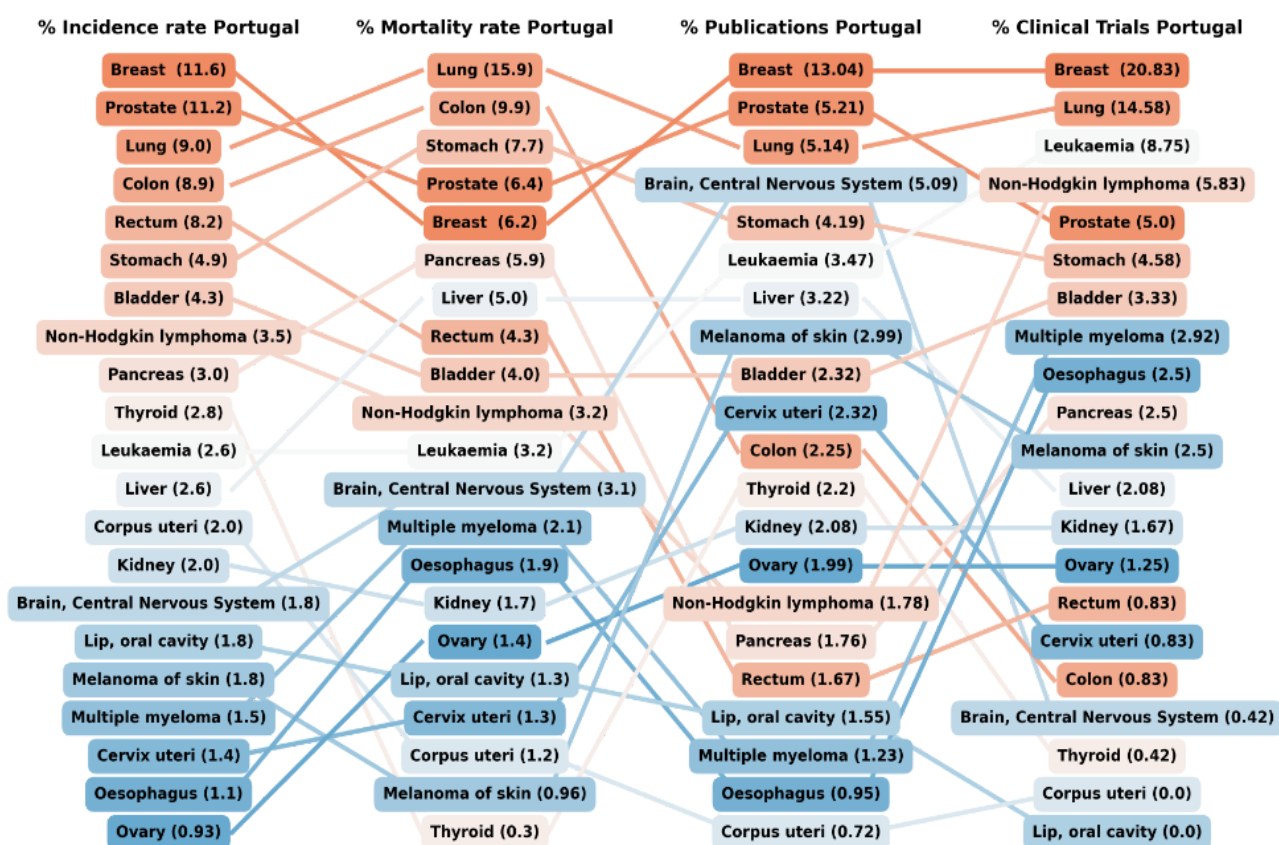 % Incidence rate Portugal
% Mortality rate Portugal
% Publications Portugal
% Clinical Trials Portugal
Breast (11.6)
Prostate (11.2)
Lung (9.0)
Colon (8.9)
Rectum (8.2)
Stomach (4.9)
Bladder (4.3)
Non-Hodgkin lymphoma (3.5)
Pancreas (3.0)
Thyroid (2.8)
Leukaemia (2.6)
Liver (2.6)
Corpus uteri (2.0)
Kidney (2.0)
Brain, Central Nervous System (1.8)
Lip, oral cavity (1.8)
Melanoma of skin (1.8)
Multiple myeloma (1.5)
Cervix uteri (1.4)
Oesophagus (1.1)
Ovary (0.93)
Lung (15.9)
Colon (9.9)
Stomach (7.7)
Prostate (6.4)
Breast (6.2)
Pancreas (5.9)
Liver (5.0)
Rectum (4.3)
Bladder (4.0)
Non-Hodgkin lymphoma (3.2)
Leukaemia (3.2)
Brain, Central Nervous System (3.1)
Multiple myeloma (2.1)
Oesophagus (1.9)
Kidney (1.7)
Ovary (1.4)
Lip, oral cavity (1.3)
Cervix uteri (1.3)
Corpus uteri (1.2)
Melanoma of skin (0.96)
Thyroid (0.3)
Breast (13.04)
Prostate (5.21)
Lung (5.14)
Brain, Central Nervous System (5.09)
Stomach (4.19)
Leukaemia (3.47)
Liver (3.22)
Melanoma of skin (2.99)
Bladder (2.32)
Cervix uteri (2.32)
Colon (2.25)
Thyroid (2.2)
Kidney (2.08)
Ovary (1.99)
Non-Hodgkin lymphoma (1.78)
Pancreas (1.76)
Rectum (1.67)
Lip, oral cavity (1.55)
Multiple myeloma (1.23)
Oesophagus (0.95)
Corpus uteri (0.72)
Breast (20.83)
Lung (14.58)
Leukaemia (8.75)
Non-Hodgkin lymphoma (5.83)
Prostate (5.0)
Stomach (4.58)
Bladder (3.33)
Multiple myeloma (2.92)
Oesophagus (2.5)
Pancreas (2.5)
Melanoma of skin (2.5)
Liver (2.08)
Kidney (1.67)
Ovary (1.25)
Rectum (0.83)
Cervix uteri (0.83)
Colon (0.83)
Brain, Central Nervous System (0.42)
Thyroid (0.42)
Corpus uteri (0.0)
Lip, oral cavity (0.0)